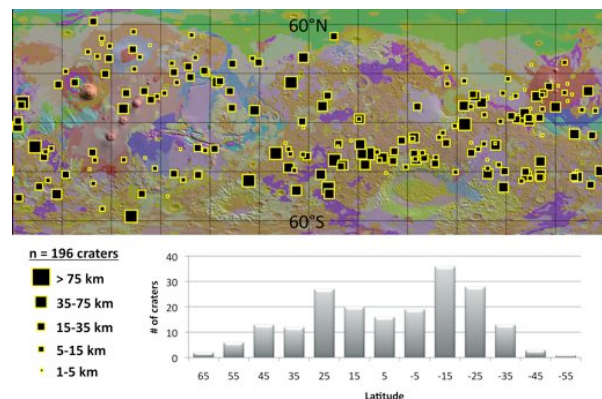 60°N
60°S
n = 196 craters
> 75 km
35-75 km
15-35 km
5-15 km
1-5 km
# of craters
40
30
20
10
0
65 55 45 35 25 15 5 -5 -15 -25 -35 -45 -55
Latitude